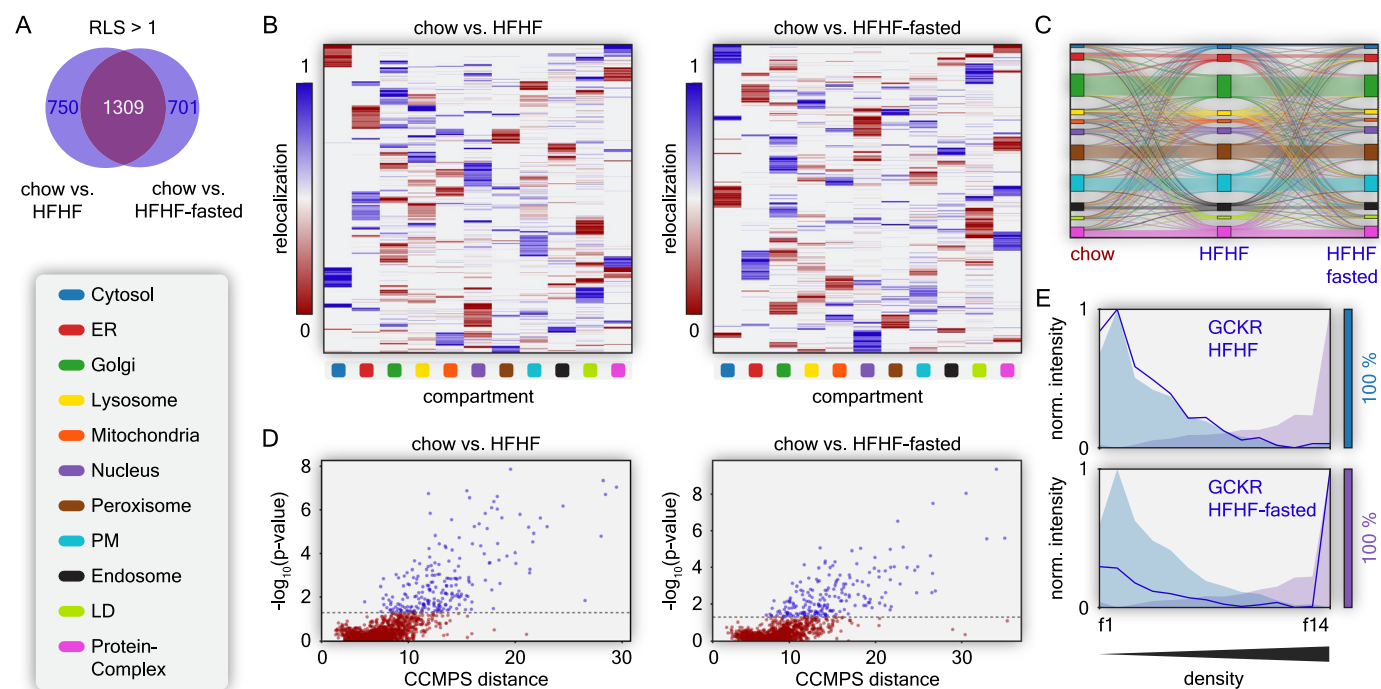 A
RLS > 1
750
1309
701
chow vs.
HFHF
chow vs.
HFHF-fasted
Cytosol
ER
Golgi
Lysosome
Mitochondria
Nucleus
Peroxisome
PM
Endosome
LD
Protein-
Complex
B
chow vs. HFHF
1
relocalization
0
compartment
chow vs. HFHF-fasted
1
relocalization
0
compartment
C
chow
HFHF
HFHF
fasted
D
chow vs. HFHF
-log10(p-value)
8
6
4
2
0
0
10
20
30
CCMPS distance
chow vs. HFHF-fasted
-log10(p-value)
8
6
4
2
0
0
10
20
30
CCMPS distance
E
1
norm. intensity
0
GCKR
HFHF
100 %
1
norm. intensity
0
GCKR
HFHF-fasted
100 %
f1
f14
density